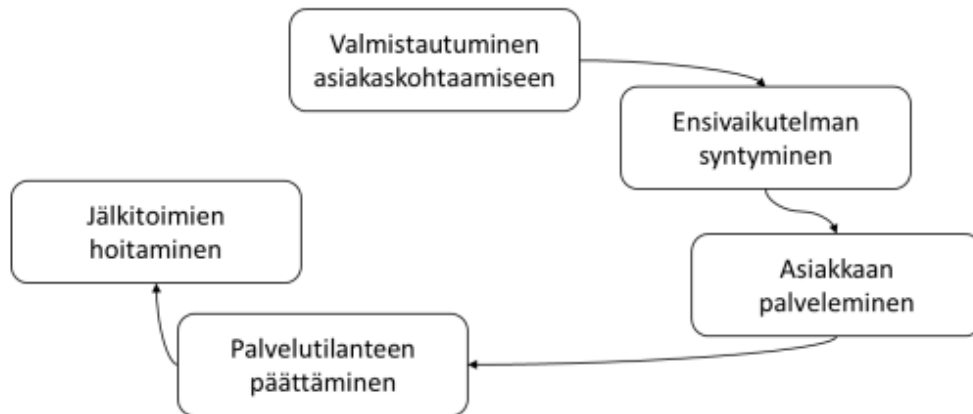 Valmistautuminen
asiakaskohtaamiseen
Ensivaikutelman
syntyminen
Asiakkaan
palveleminen
Palvelutilanteen
päättäminen
Jälkitoimien
hoitaminen